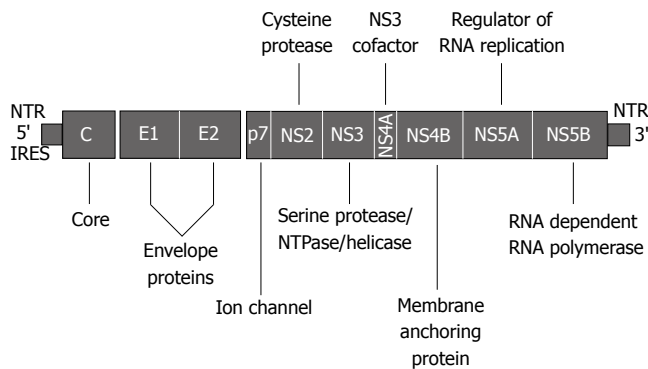 Cysteine
protease
NS3
cofactor
Regulator of
RNA replication
NTR
5'
IRES
C
E1
E2
p7
NS2
NS3
NS4A
NS4B
NS5A
NS5B
NTR
3'
Core
Envelope
proteins
Ion channel
Serine protease/
NTPase/helicase
Membrane
anchoring
protein
RNA dependent
RNA polymerase